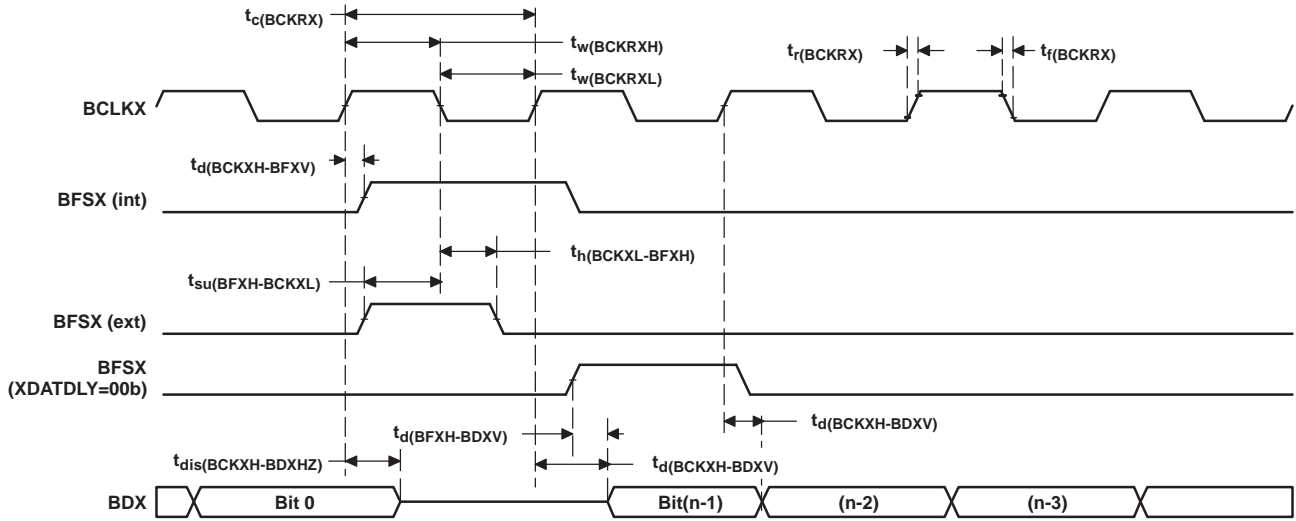 tc(BCKRX)
tw(BCKRXH)
tr(BCKRX)
tf(BCKRX)
tw(BCKRXL)
BCLKX
td(BCKXH-BFXV)
BFSX (int)
th(BCKXL-BFXH)
tsu(BFXH-BCKXL)
BFSX (ext)
BFSX
(XDATDLY=00b)
td(BFXH-BDXV)
td(BCKXH-BDXV)
tdis(BCKXH-BDXHZ)
td(BCKXH-BDXV)
BDX
Bit 0
Bit(n-1)
(n-2)
(n-3)